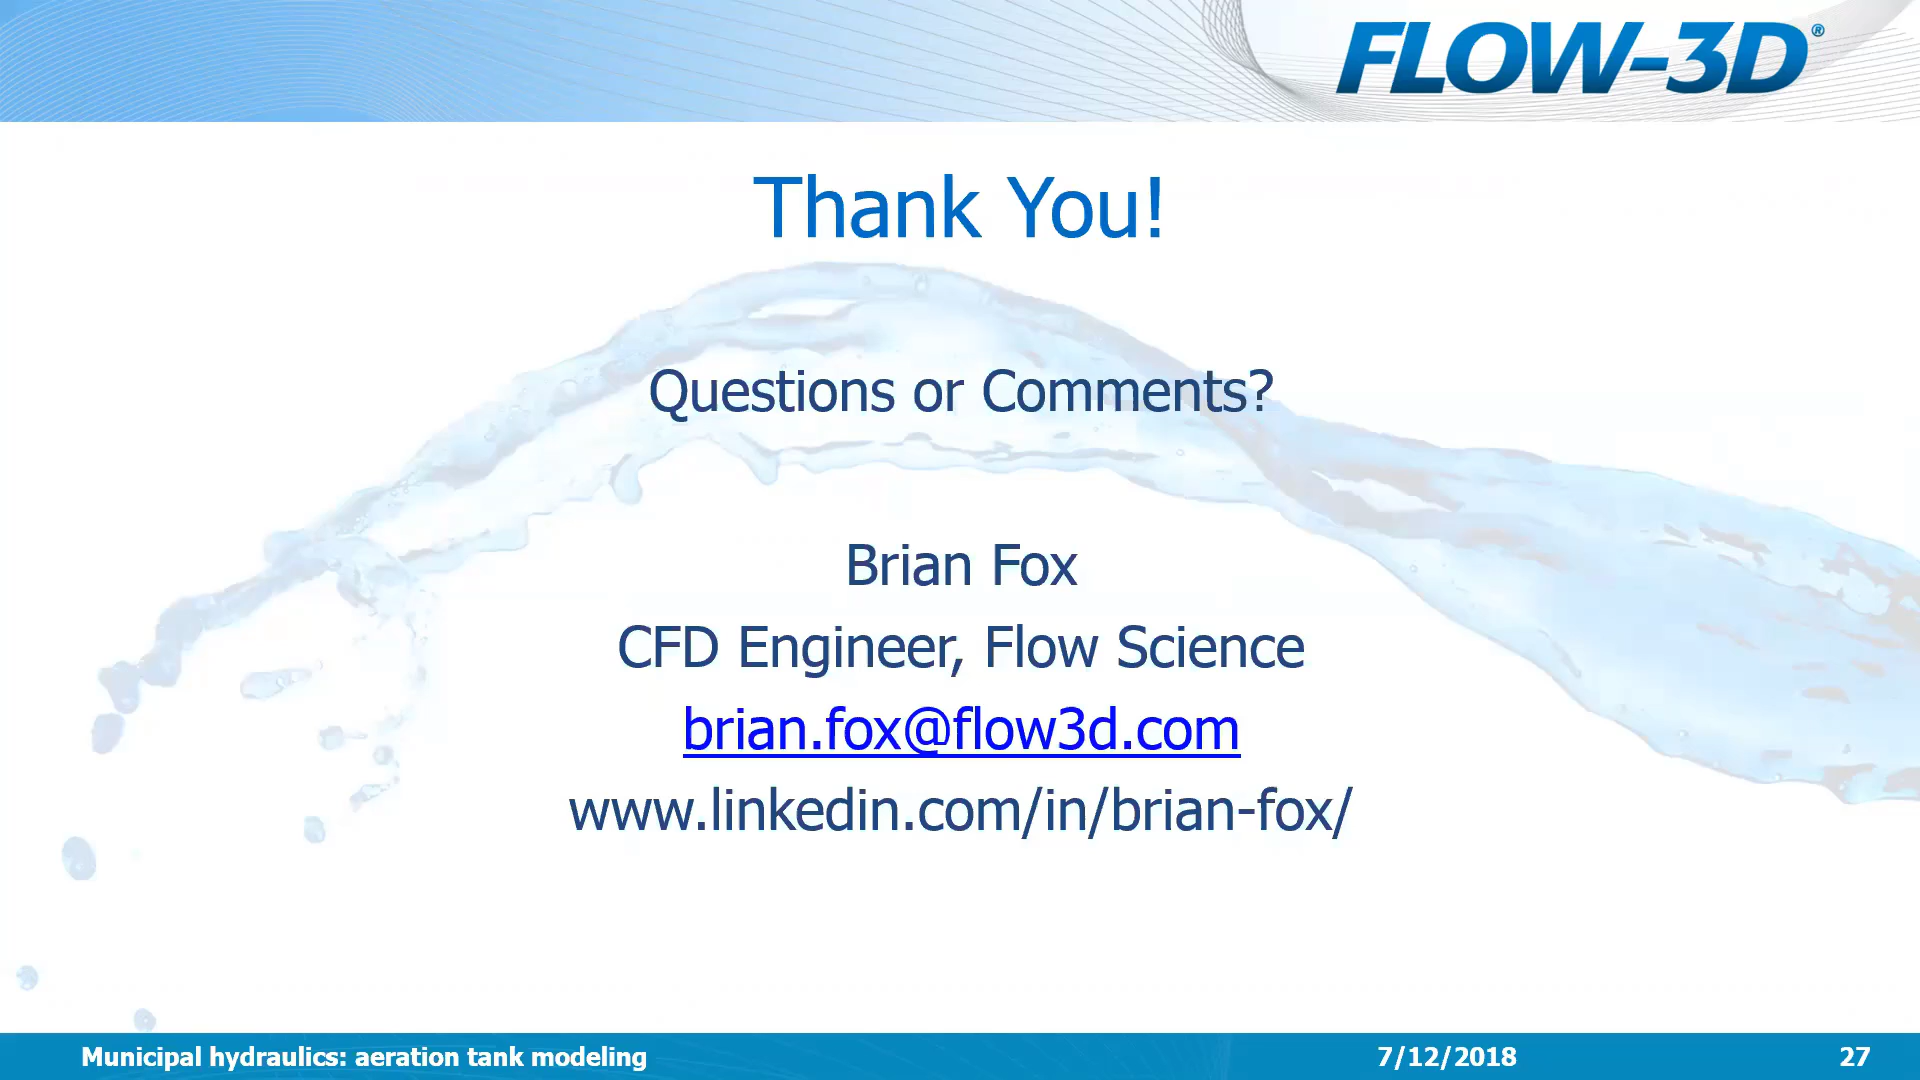 FLOW-3D®
Thank You!
Questions or Comments?
Brian Fox
CFD Engineer, Flow Science
brian.fox@flow3d.com
www.linkedin.com/in/brian-fox/
Municipal hydraulics: aeration tank modeling 7/12/2018 27